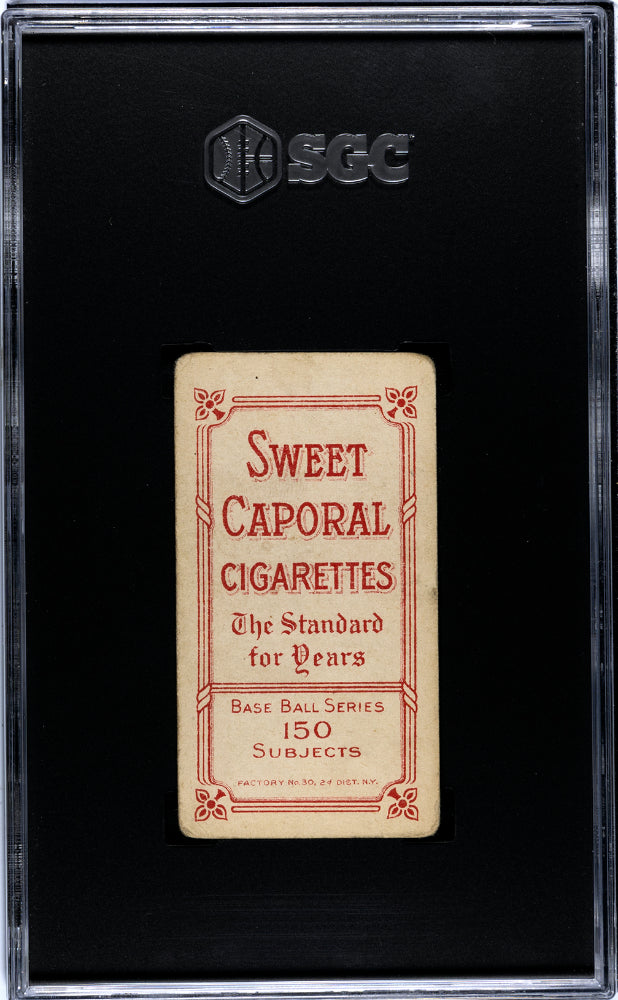 SGC
SWEET
CAPORAL
CIGARETTES
The Standard
for Years
BASE BALL SERIES
150
SUBJECTS
FACTORY No. 30, 2d DIST. N.Y.